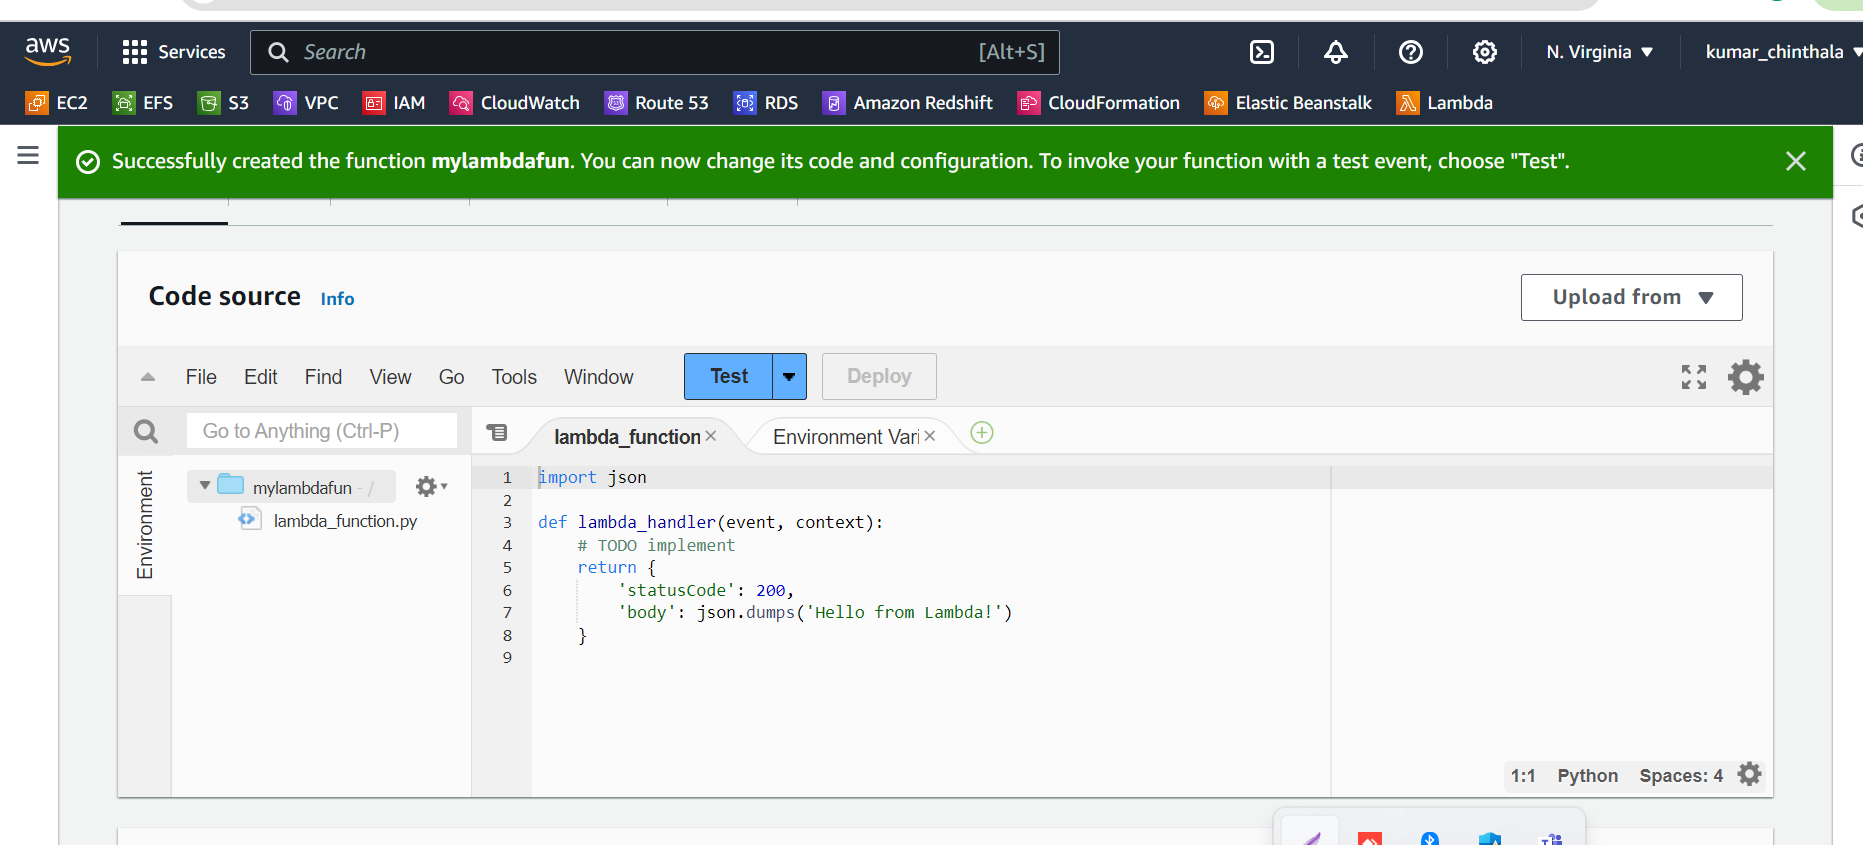 aws Services Search [Alt+S] N. Virginia kumar_chinthala
EC2 EFS S3 VPC IAM CloudWatch Route 53 RDS Amazon Redshift CloudFormation Elastic Beanstalk Lambda
Successfully created the function mylambdafun. You can now change its code and configuration. To invoke your function with a test event, choose "Test".
Code source Info Upload from
File Edit Find View Go Tools Window Test Deploy
Go to Anything (Ctrl-P) lambda_function Environment Vari
Environment
mylambdafun - /
lambda_function.py
1 import json
2
3 def lambda_handler(event, context):
4 # TODO implement
5 return {
6 'statusCode': 200,
7 'body': json.dumps('Hello from Lambda!')
8 }
9
1:1 Python Spaces: 4